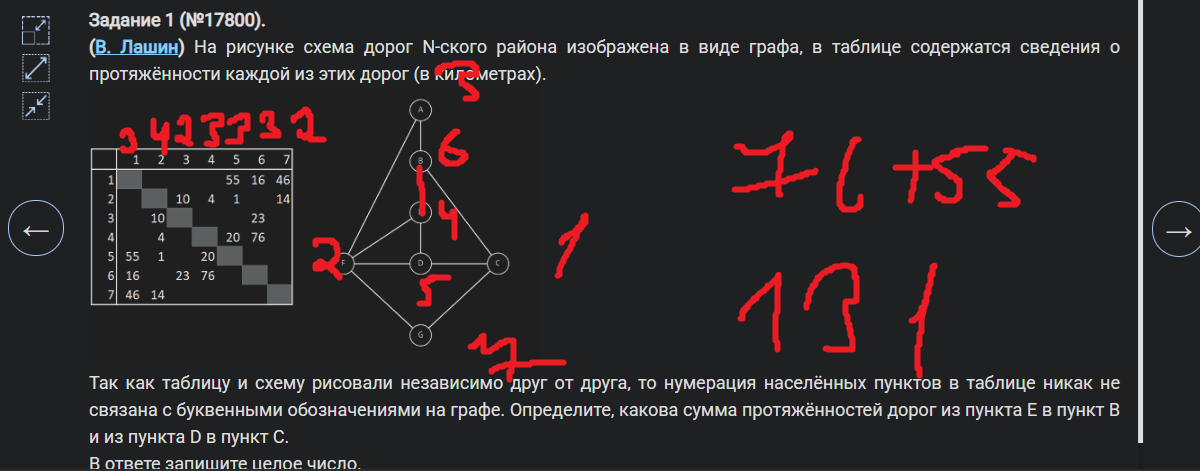 Задание 1 (№17800).
(В. Лашин) На рисунке схема дорог N-ского района изображена в виде графа, в таблице содержатся сведения о
протяжённости каждой из этих дорог (в километрах).
3 4 2 3 3 3 2
1 2 3 4 5 6 7
1 55 16 46
2 10 4 1 14
3 10 23
4 4 20 76
5 55 1 20
6 16 23 76
7 46 14
3
A
B 6
4
2 F D C 1
5
G
7
76 +55
131
Так как таблицу и схему рисовали независимо друг от друга, то нумерация населённых пунктов в таблице никак не
связана с буквенными обозначениями на графе. Определите, какова сумма протяжённостей дорог из пункта E в пункт B
и из пункта D в пункт C.
В ответе запишите целое число.